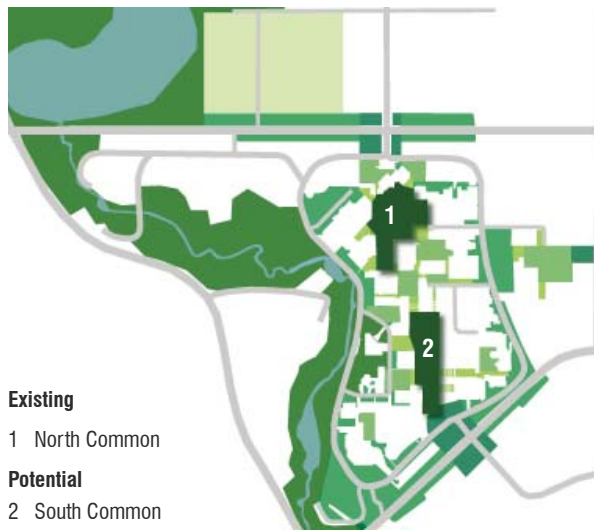 1
2
Existing
1 North Common
Potential
2 South Common